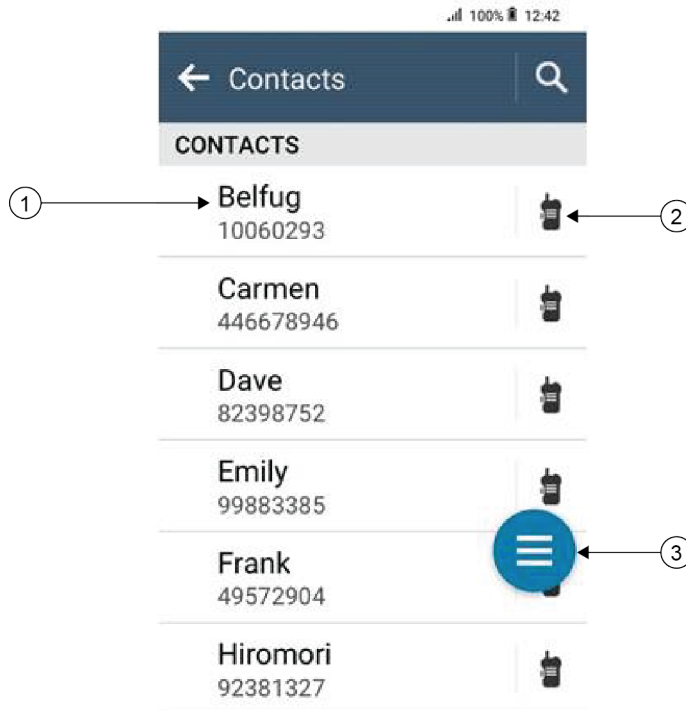 100% 12:42
Contacts
CONTACTS
1
Belfug
10060293
2
Carmen
446678946
Dave
82398752
Emily
99883385
3
Frank
49572904
Hiromori
92381327